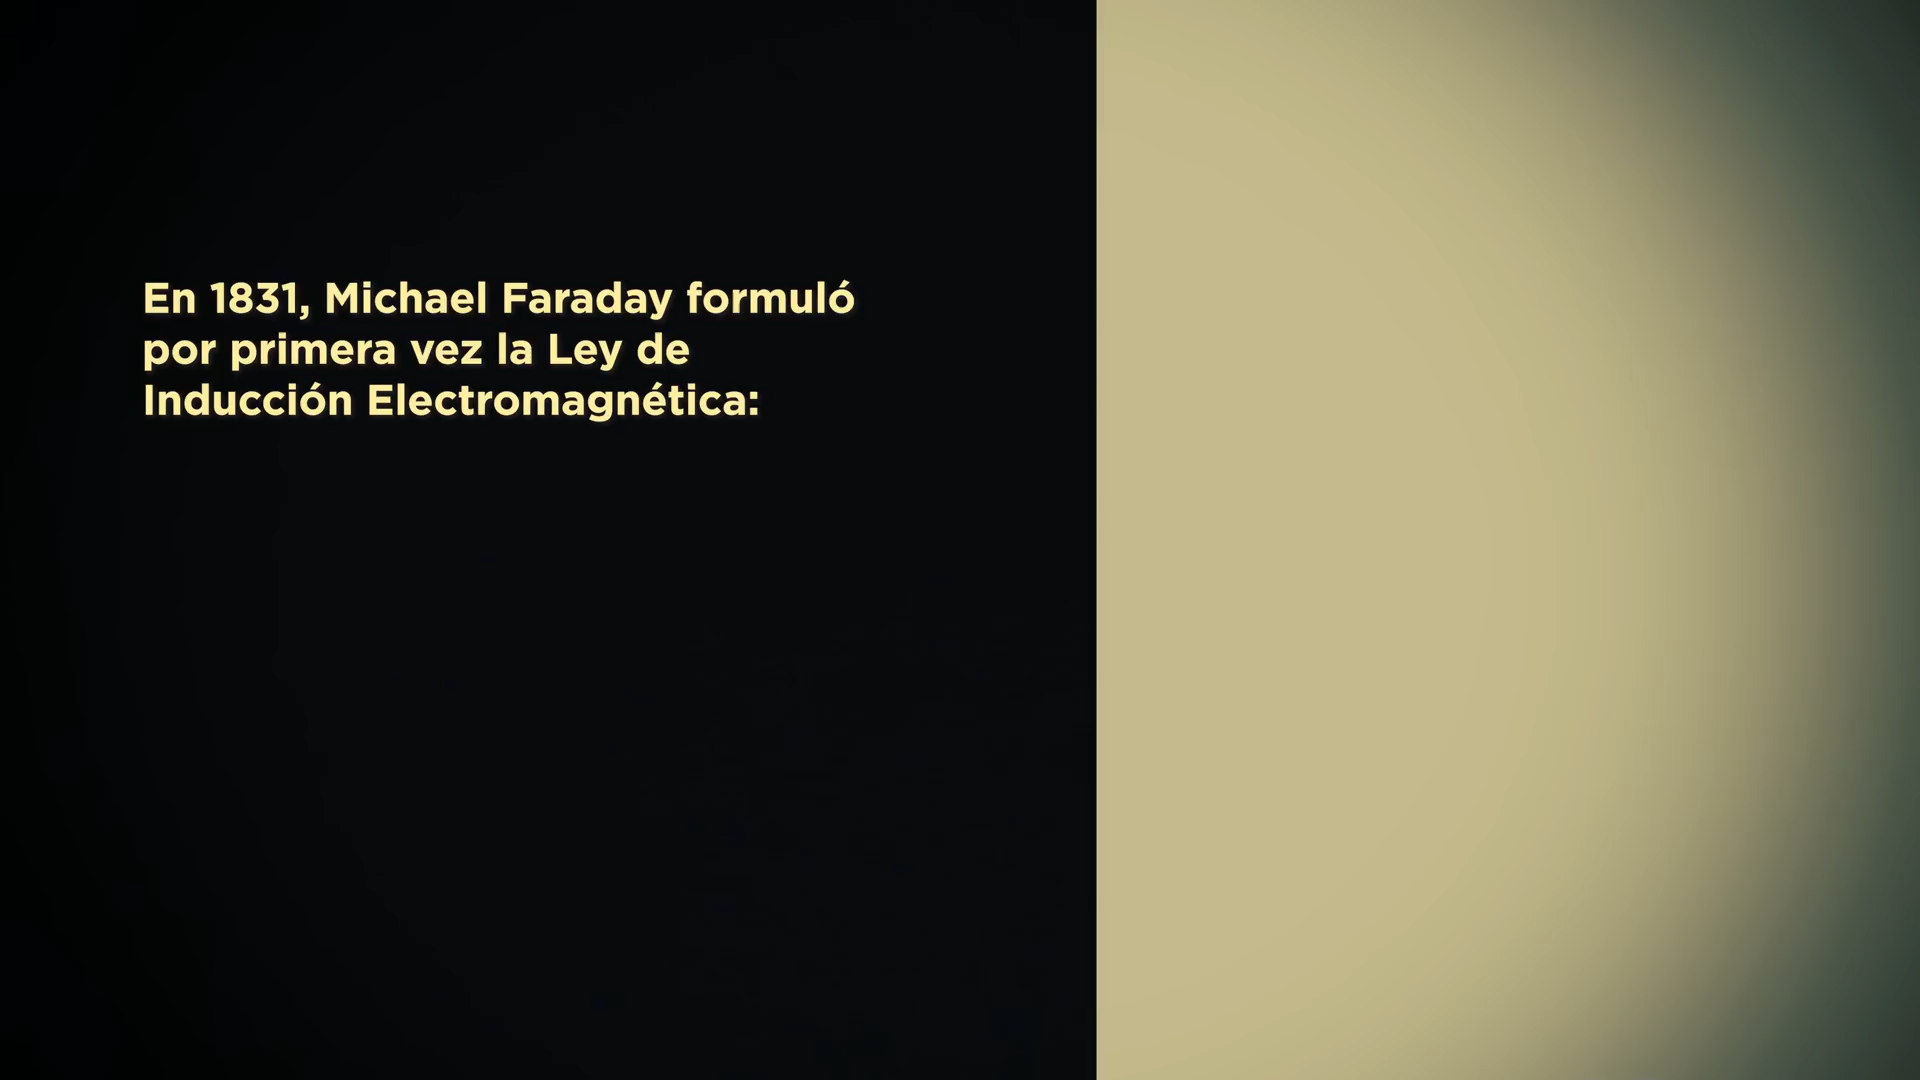 En 1831, Michael Faraday formuló
por primera vez la Ley de
Inducción Electromagnética: